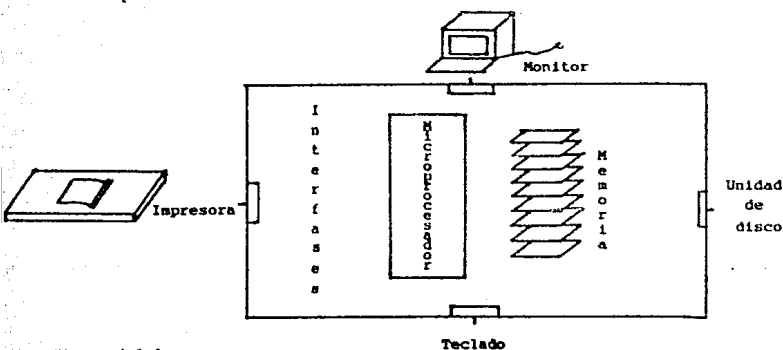 Monitor
Interfases
Microprocesador
Memoria
Impresora
Unidad
de
disco
Teclado